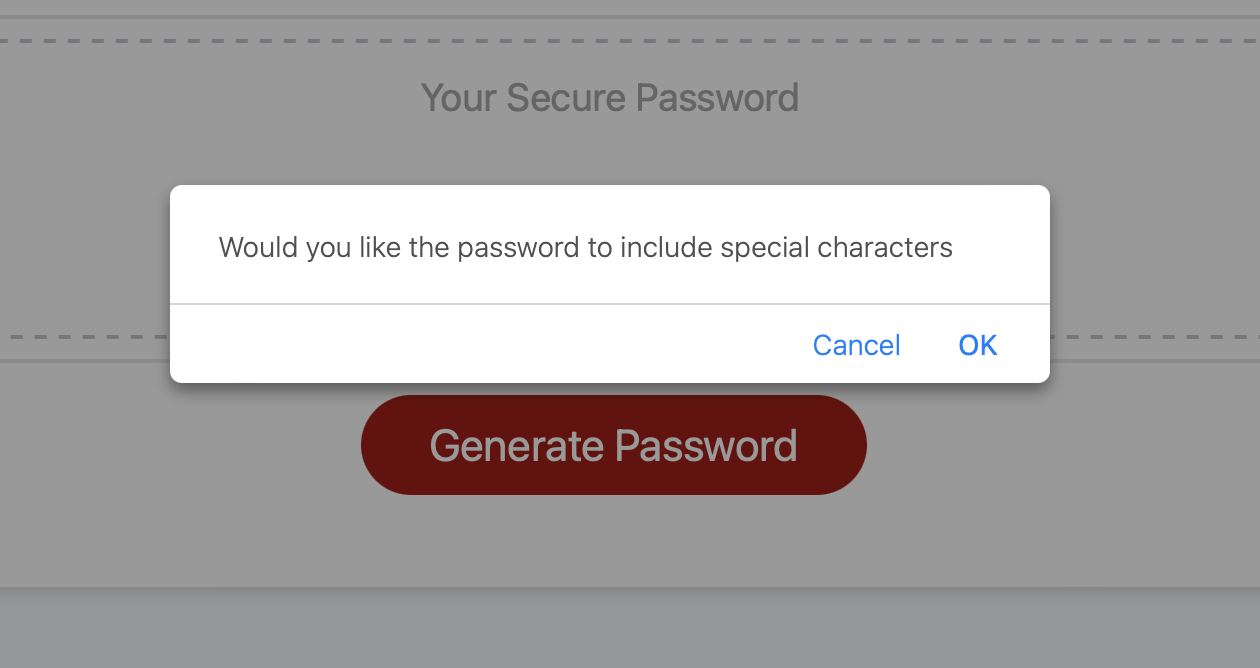 Your Secure Password
Would you like the password to include special characters
Cancel OK
Generate Password